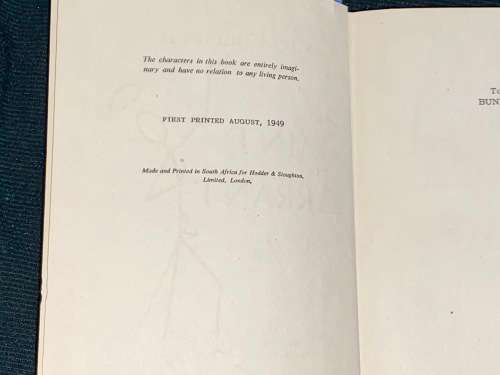 The characters in this book are entirely imagi-
nary and have no relation to any living person.
FIRST PRINTED AUGUST, 1949
Made and Printed in South Africa for Hodder & Stoughton,
Limited, London,
To
BUN